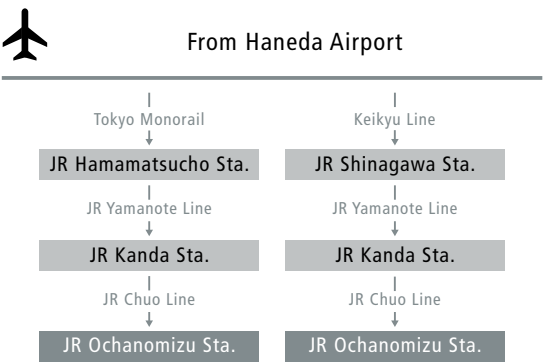 From Haneda Airport
Tokyo Monorail
JR Hamamatsucho Sta.
JR Yamanote Line
JR Kanda Sta.
JR Chuo Line
JR Ochanomizu Sta.
Keikyu Line
JR Shinagawa Sta.
JR Yamanote Line
JR Kanda Sta.
JR Chuo Line
JR Ochanomizu Sta.